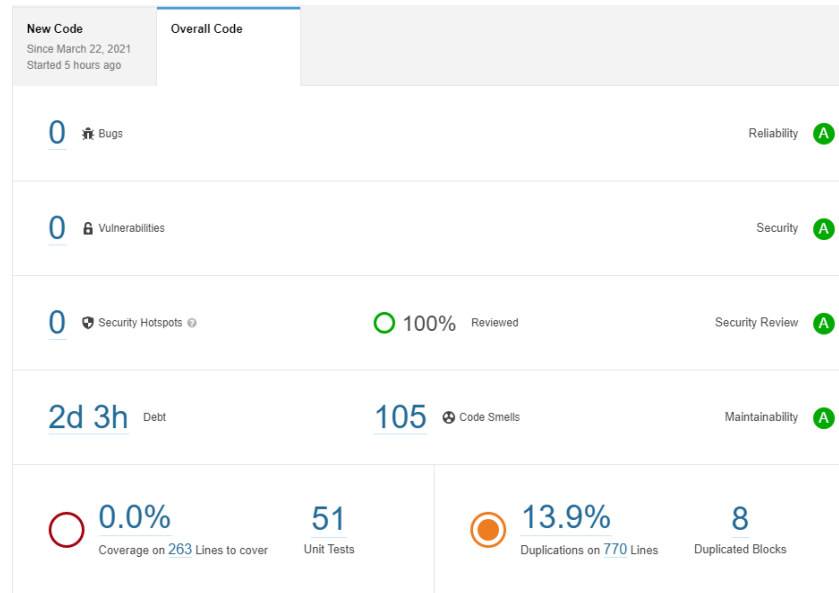 New Code
Since March 22, 2021
Started 5 hours ago
Overall Code
0 Bugs Reliability A
0 Vulnerabilities Security A
0 Security Hotspots ? 100% Reviewed Security Review A
2d 3h Debt 105 Code Smells Maintainability A
0.0% 51 13.9% 8
Coverage on 263 Lines to cover Unit Tests Duplications on 770 Lines Duplicated Blocks